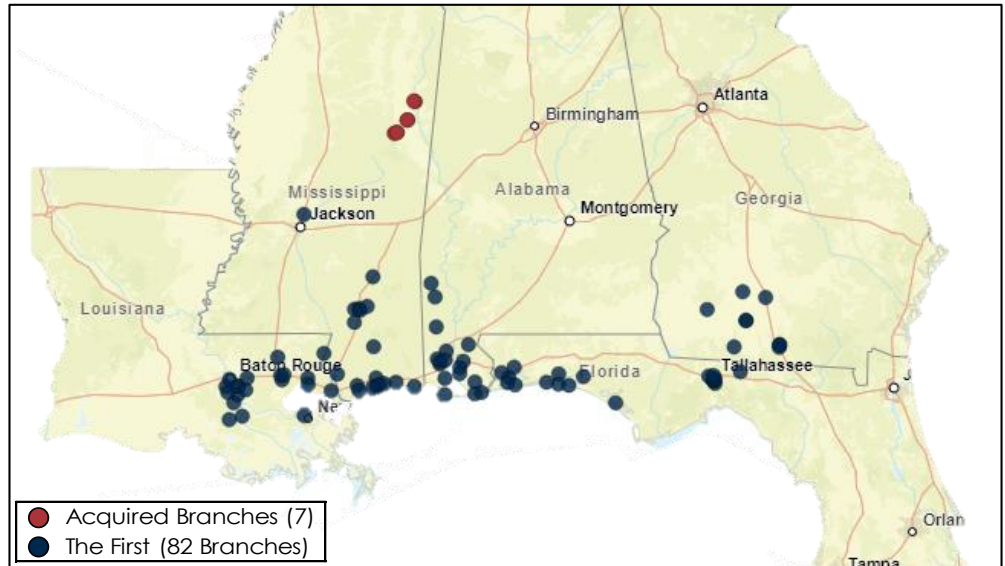 Atlanta
Birmingham
Mississippi
Alabama
Georgia
Jackson
Montgomery
Louisiana
Baton Rouge
Tallahassee
Florida
Ne
J
Acquired Branches (7)
The First (82 Branches)
Orlan
Tampa